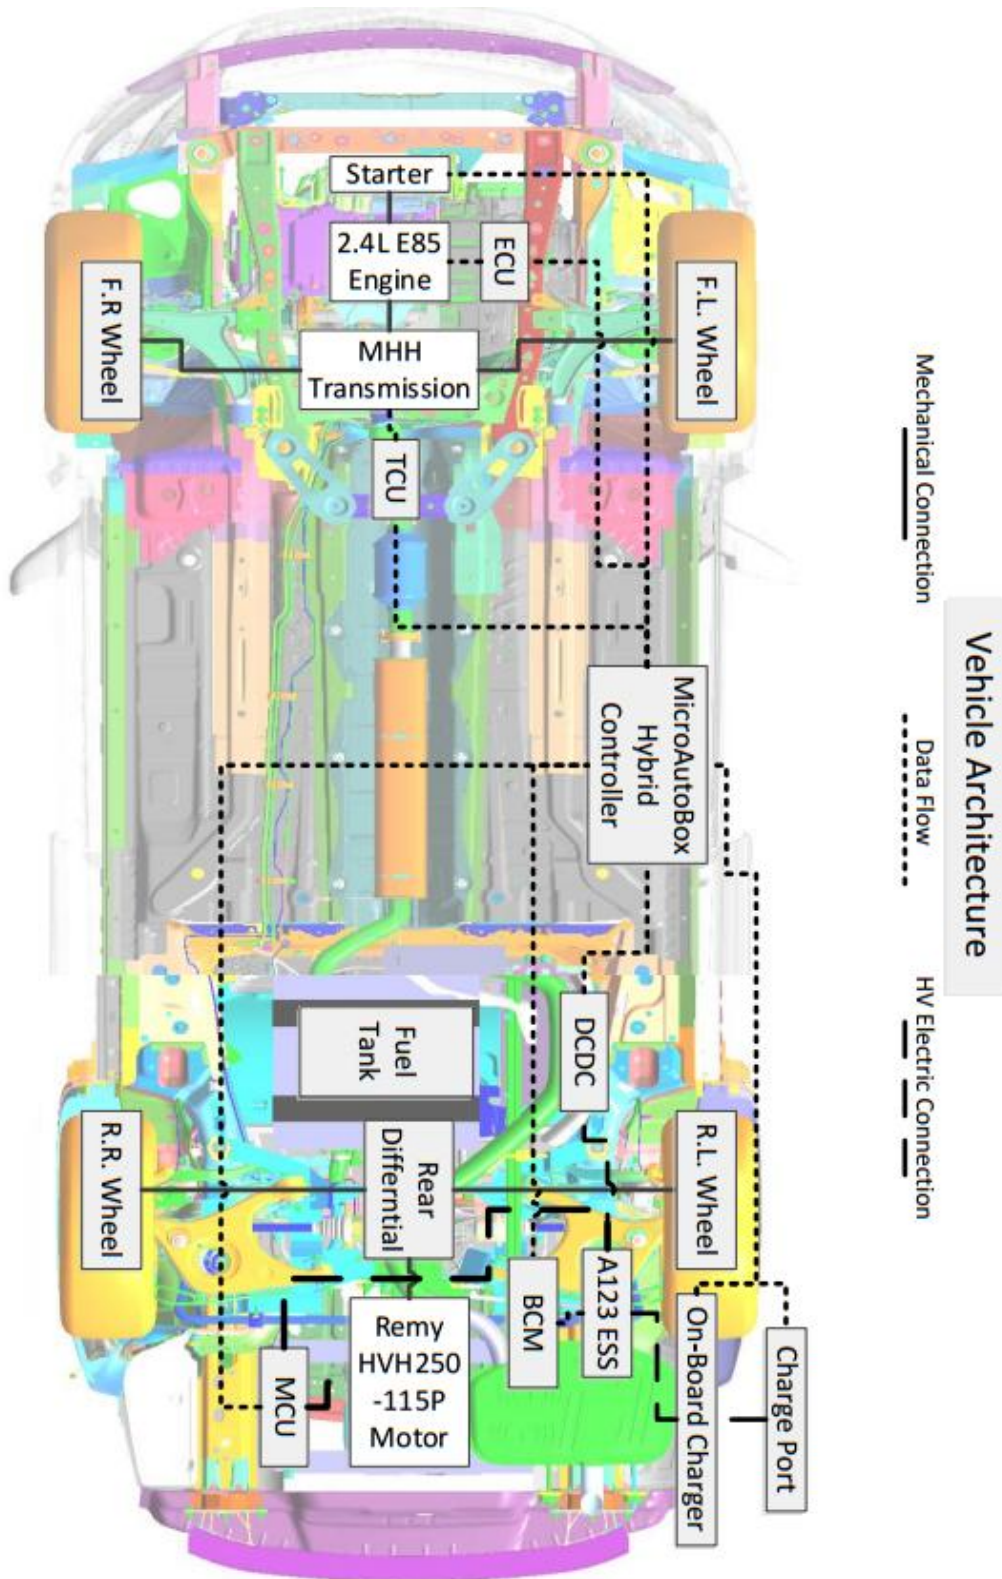 Vehicle Architecture
Mechanical Connection
Data Flow
HV Electric Connection
Starter
2.4L E85
Engine
ECU
F.R Wheel
F.L. Wheel
MHH
Transmission
TCU
MicroAutoBox
Hybrid
Controller
Fuel
Tank
DCDC
R.R. Wheel
Rear
Differntial
R.L. Wheel
A123 ESS
BCM
MCU
Remy
HVH250
-115P
Motor
On-Board Charger
Charge Port